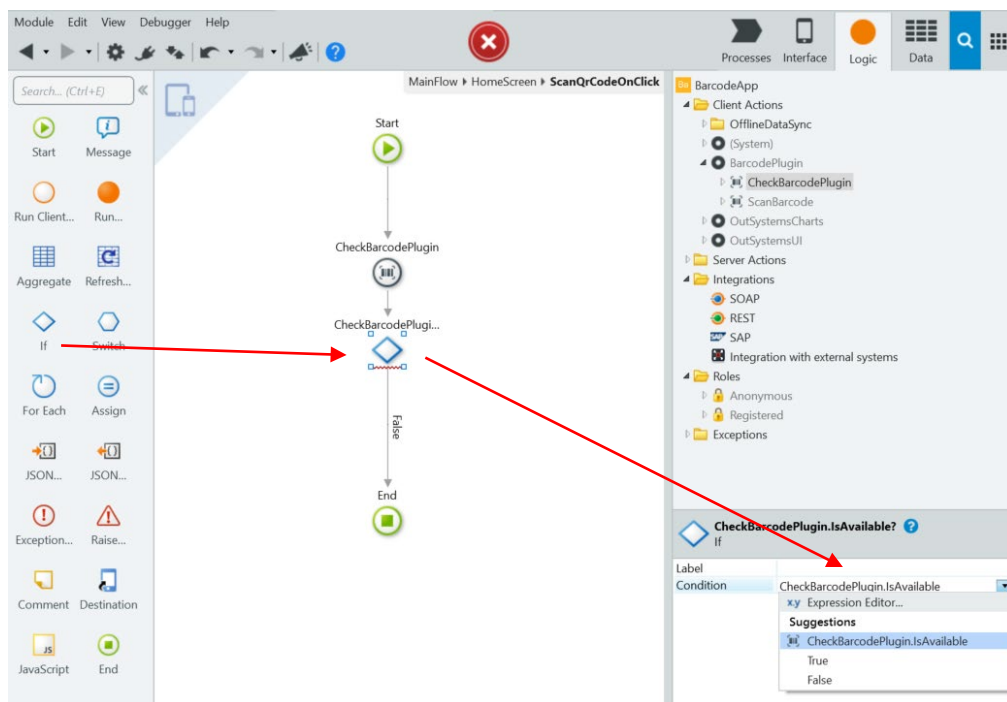 Module Edit View Debugger Help
Processes Interface Logic Data
Search... (Ctrl+E)
Start Message
Run Client... Run...
Aggregate Refresh...
If Switch
For Each Assign
JSON... JSON...
Exception... Raise...
Comment Destination
JS
JavaScript End
MainFlow HomeScreen ScanQrCodeOnClick
Start
CheckBarcodePlugin
CheckBarcodePlugi...
False
End
Ba BarcodeApp
Client Actions
OfflineDataSync
(System)
BarcodePlugin
CheckBarcodePlugin
ScanBarcode
OutSystemsCharts
OutSystemsUI
Server Actions
Integrations
SOAP
REST
SAP
Integration with external systems
Roles
Anonymous
Registered
Exceptions
CheckBarcodePlugin.IsAvailable?
If
Label
Condition CheckBarcodePlugin.IsAvailable
x.y Expression Editor...
Suggestions
CheckBarcodePlugin.IsAvailable
True
False